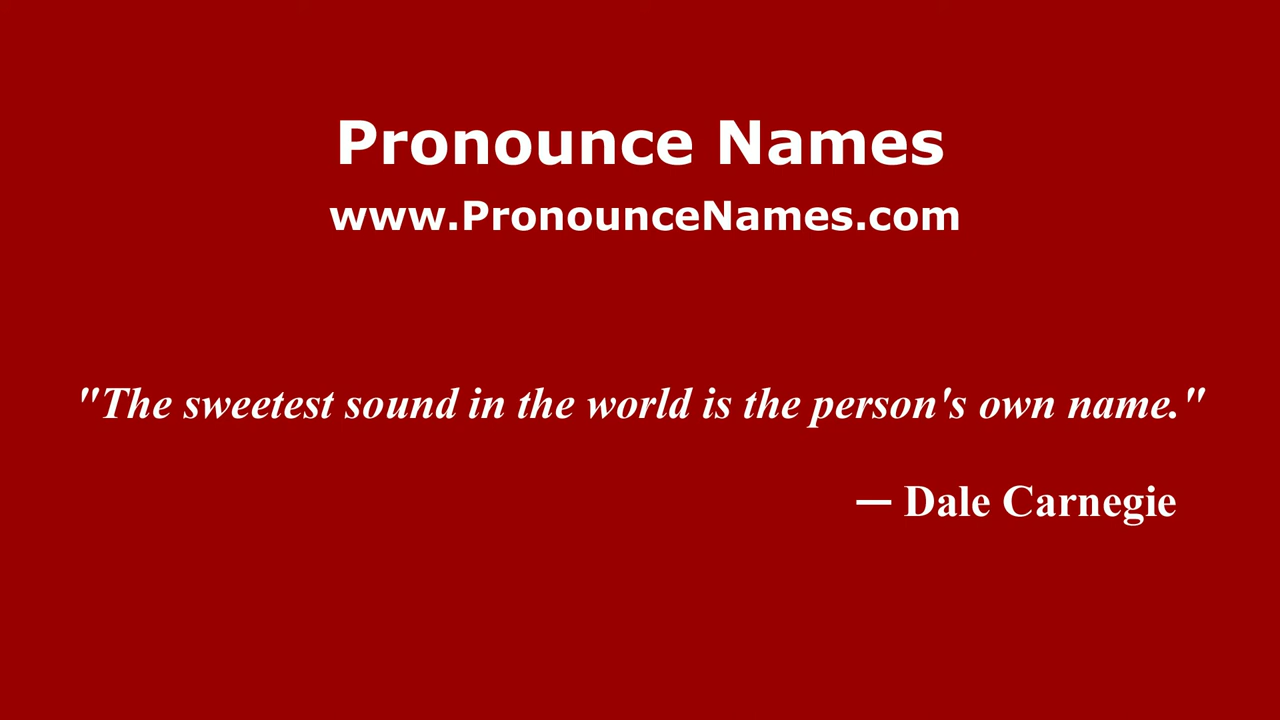 Pronounce Names
www.PronounceNames.com
"The sweetest sound in the world is the person's own name."
— Dale Carnegie